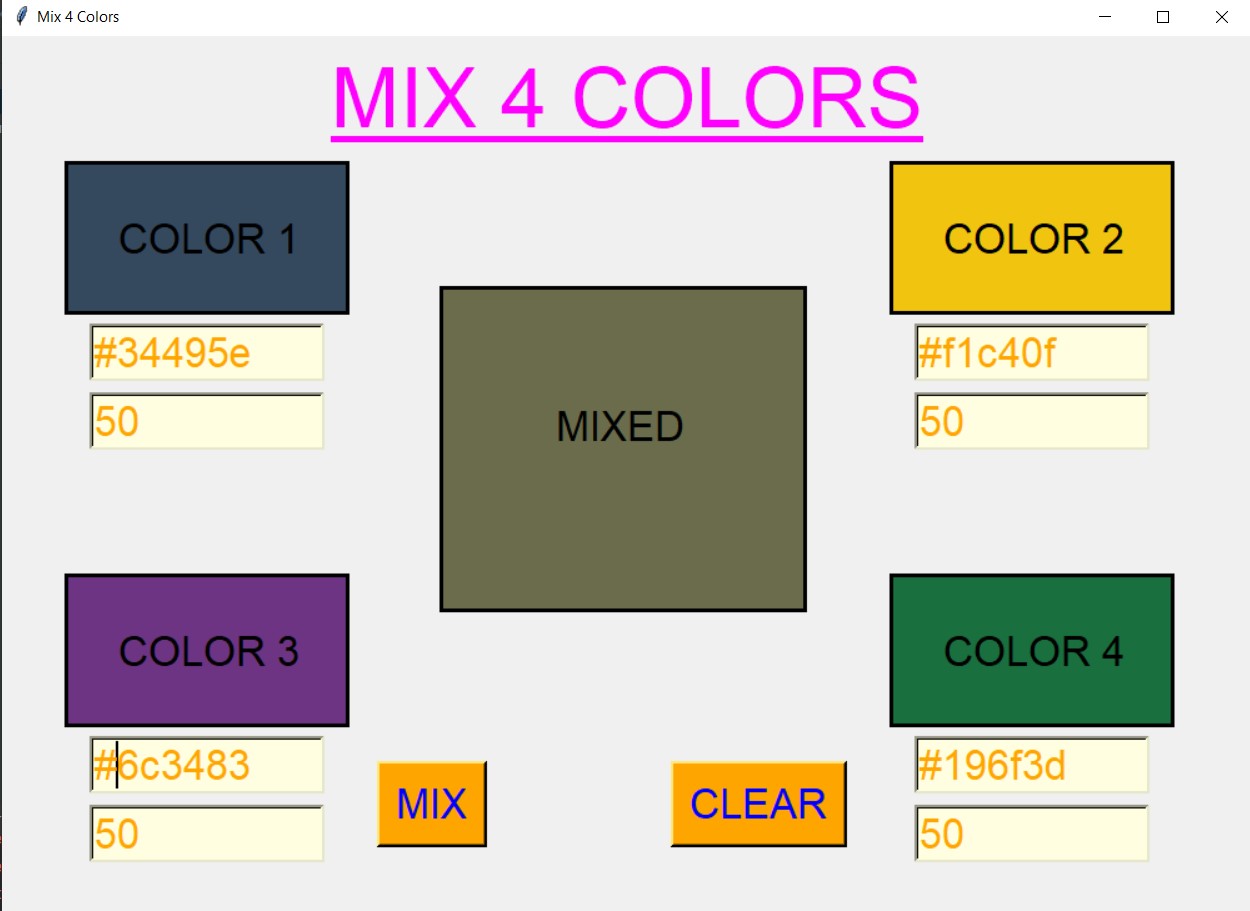 Mix 4 Colors
MIX 4 COLORS
COLOR 1
COLOR 2
#34495e
#f1c40f
50
50
MIXED
COLOR 3
COLOR 4
#6c3483
#196f3d
MIX
CLEAR
50
50